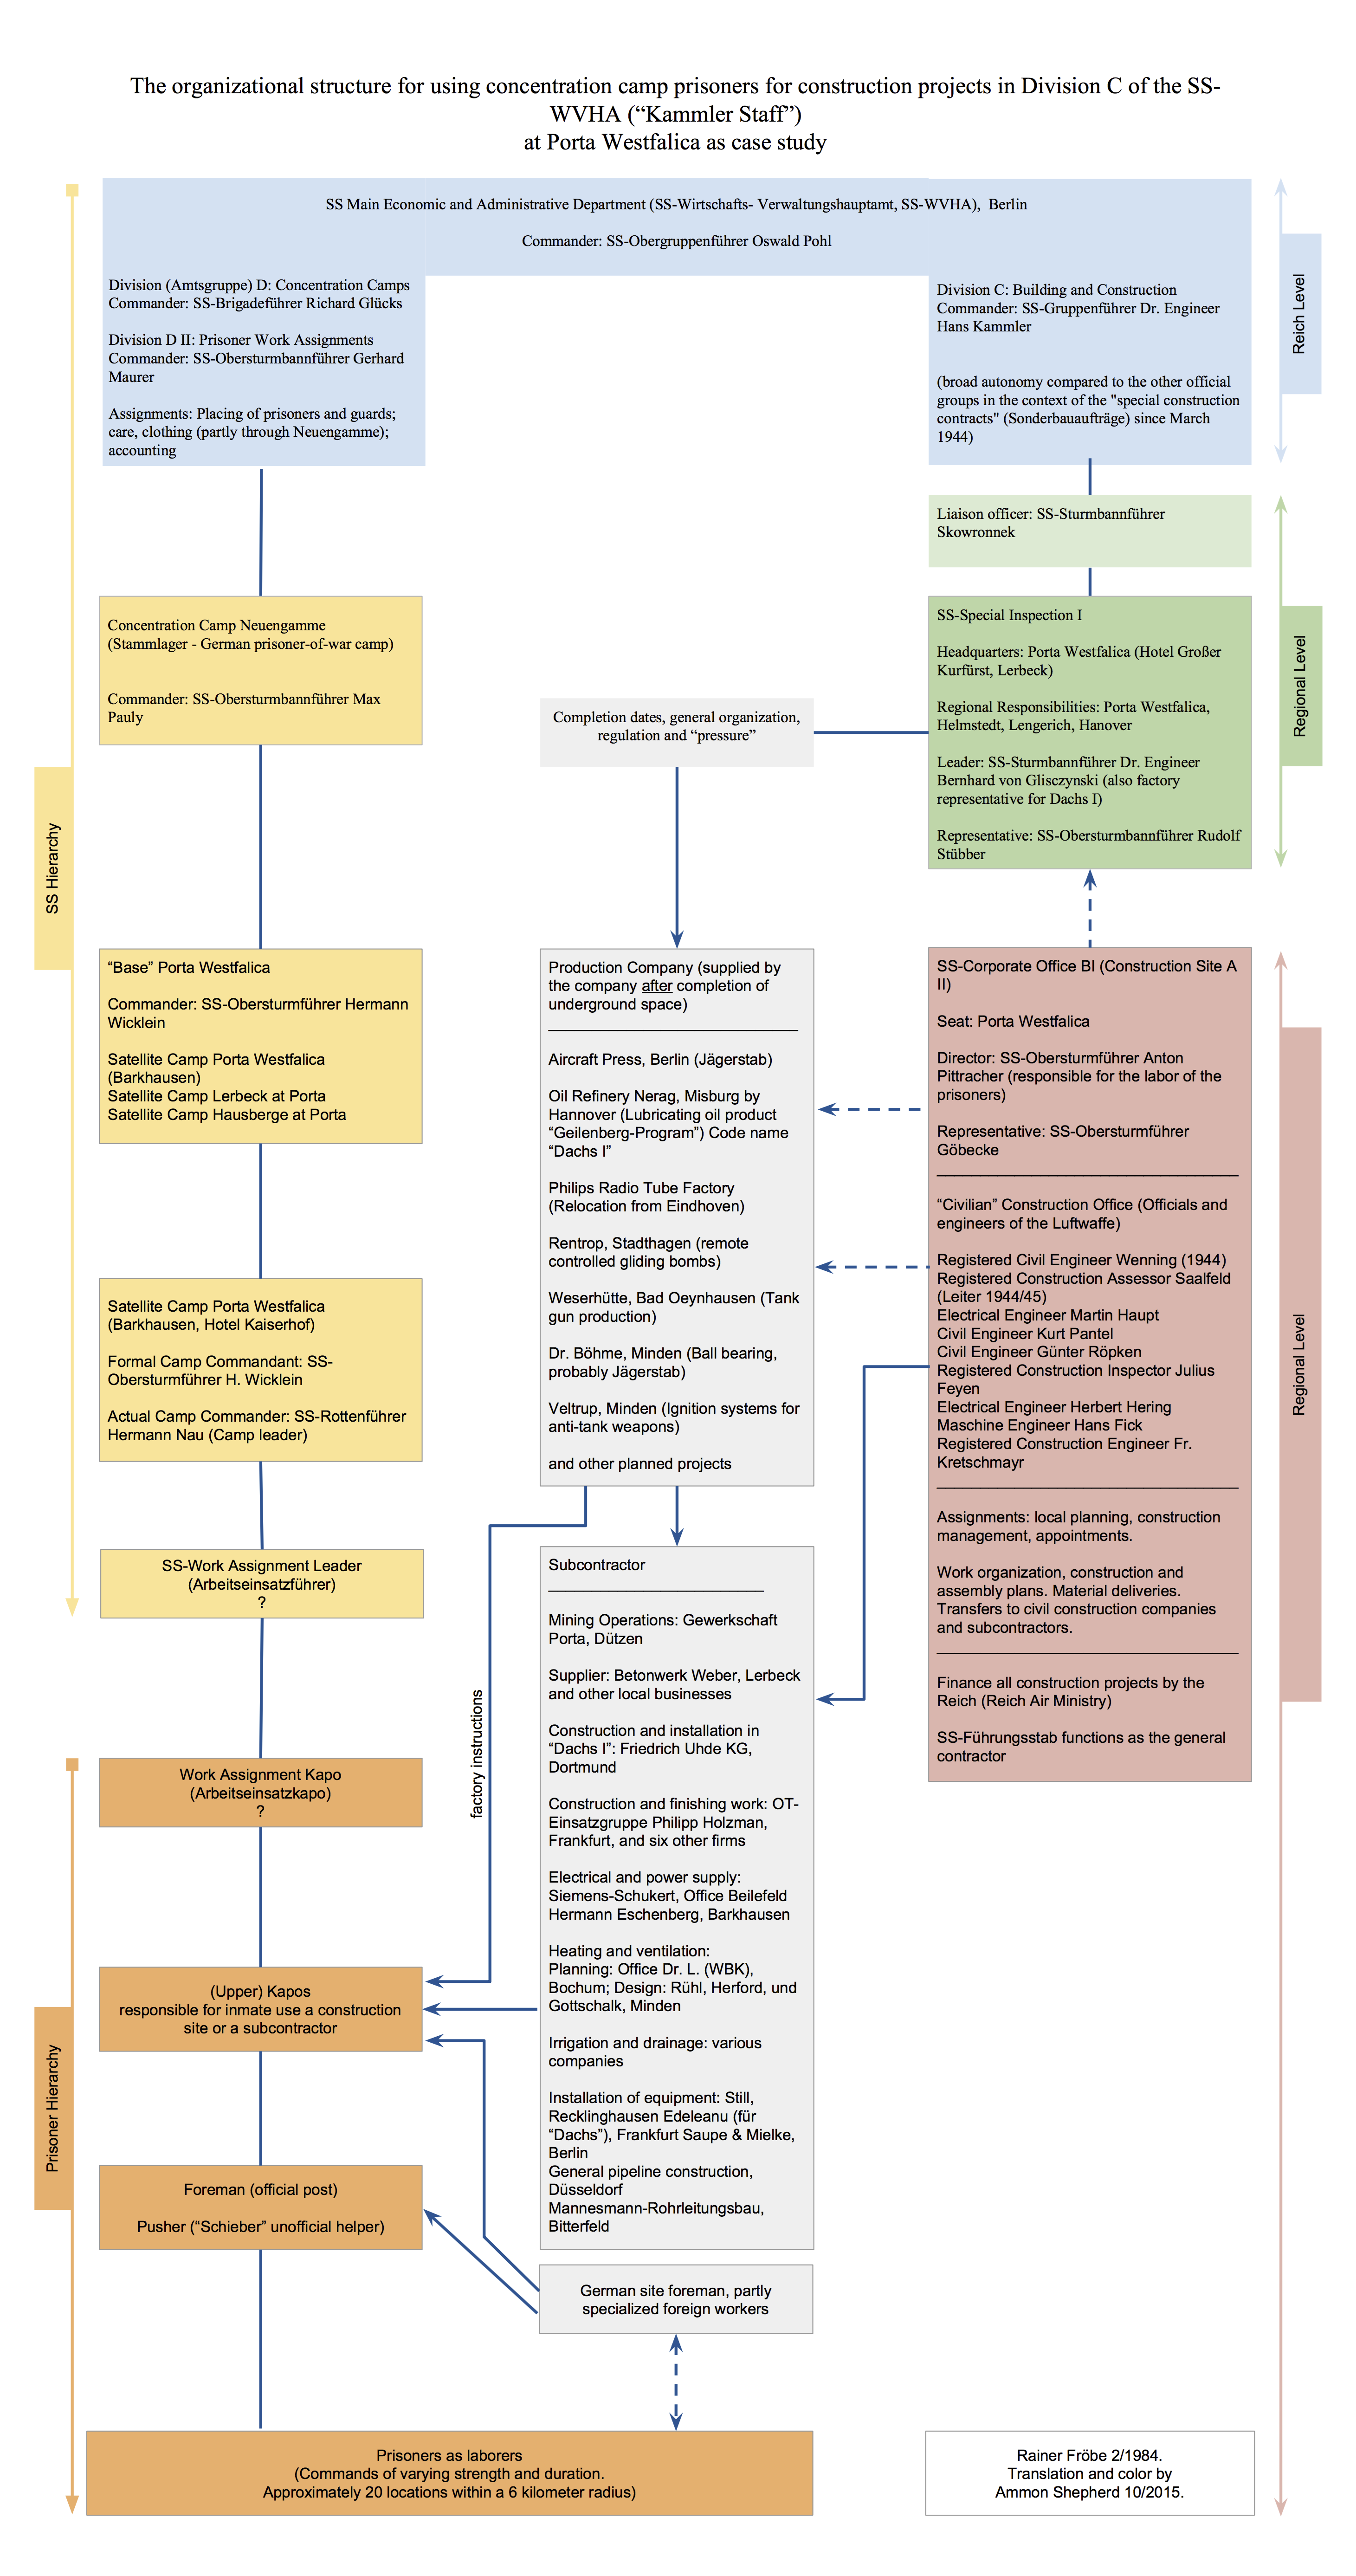 The organizational structure for using concentration camp prisoners for construction projects in Division C of the SS-
WVHA (“Kammler Staff”)
at Porta Westfalica as case study
SS Main Economic and Administrative Department (SS-Wirtschafts- Verwaltungshauptamt, SS-WVHA), Berlin
Commander: SS-Obergruppenführer Oswald Pohl
Division (Amtsgruppe) D: Concentration Camps
Commander: SS-Brigadeführer Richard Glücks
Division D II: Prisoner Work Assignments
Commander: SS-Obersturmbannführer Gerhard
Maurer
Assignments: Placing of prisoners and guards;
care, clothing (partly through Neuengamme);
accounting
Division C: Building and Construction
Commander: SS-Gruppenführer Dr. Engineer
Hans Kammler
(broad autonomy compared to the other official
groups in the context of the "special construction
contracts" (Sonderbauaufträge) since March
1944)
Reich Level
Liaison officer: SS-Sturmbannführer
Skowronnek
SS Hierarchy
Concentration Camp Neuengamme
(Stammlager - German prisoner-of-war camp)
Commander: SS-Obersturmbannführer Max
Pauly
Completion dates, general organization,
regulation and “pressure”
SS-Special Inspection I
Headquarters: Porta Westfalica (Hotel Großer
Kurfürst, Lerbeck)
Regional Responsibilities: Porta Westfalica,
Helmstedt, Lengerich, Hanover
Leader: SS-Sturmbannführer Dr. Engineer
Bernhard von Glisczynski (also factory
representative for Dachs I)
Representative: SS-Obersturmbannführer Rudolf
Stübber
Regional Level
“Base” Porta Westfalica
Commander: SS-Obersturmführer Hermann
Wicklein
Satellite Camp Porta Westfalica
(Barkhausen)
Satellite Camp Lerbeck at Porta
Satellite Camp Hausberge at Porta
Satellite Camp Porta Westfalica
(Barkhausen, Hotel Kaiserhof)
Formal Camp Commandant: SS-
Obersturmführer H. Wicklein
Actual Camp Commander: SS-Rottenführer
Hermann Nau (Camp leader)
SS-Work Assignment Leader
(Arbeitseinsatzführer)
?
Production Company (supplied by
the company after completion of
underground space)
Aircraft Press, Berlin (Jägerstab)
Oil Refinery Nerag, Misburg by
Hannover (Lubricating oil product
“Geilenberg-Program”) Code name
“Dachs I”
Philips Radio Tube Factory
(Relocation from Eindhoven)
Rentrop, Stadthagen (remote
controlled gliding bombs)
Weserhütte, Bad Oeynhausen (Tank
gun production)
Dr. Böhme, Minden (Ball bearing,
probably Jägerstab)
Veltrup, Minden (Ignition systems for
anti-tank weapons)
and other planned projects
SS-Corporate Office BI (Construction Site A
II)
Seat: Porta Westfalica
Director: SS-Obersturmführer Anton
Pittracher (responsible for the labor of the
prisoners)
Representative: SS-Obersturmführer
Göbecke
“Civilian” Construction Office (Officials and
engineers of the Luftwaffe)
Registered Civil Engineer Wenning (1944)
Registered Construction Assessor Saalfeld
(Leiter 1944/45)
Electrical Engineer Martin Haupt
Civil Engineer Kurt Pantel
Civil Engineer Günter Röpken
Registered Construction Inspector Julius
Feyen
Electrical Engineer Herbert Hering
Maschine Engineer Hans Fick
Registered Construction Engineer Fr.
Kretschmayr
Assignments: local planning, construction
management, appointments.
Work organization, construction and
assembly plans. Material deliveries.
Transfers to civil construction companies
and subcontractors.
Finance all construction projects by the
Reich (Reich Air Ministry)
SS-Führungsstab functions as the general
contractor
Regional Level
factory instructions
Subcontractor
Mining Operations: Gewerkschaft
Porta, Dützen
Supplier: Betonwerk Weber, Lerbeck
and other local businesses
Construction and installation in
“Dachs I”: Friedrich Uhde KG,
Dortmund
Construction and finishing work: OT-
Einsatzgruppe Philipp Holzman,
Frankfurt, and six other firms
Electrical and power supply:
Siemens-Schukert, Office Beilefeld
Hermann Eschenberg, Barkhausen
Heating and ventilation:
Planning: Office Dr. L. (WBK),
Bochum; Design: Rühl, Herford, und
Gottschalk, Minden
Irrigation and drainage: various
companies
Installation of equipment: Still,
Recklinghausen Edeleanu (für
“Dachs”), Frankfurt Saupe & Mielke,
Berlin
General pipeline construction,
Düsseldorf
Mannesmann-Rohrleitungsbau,
Bitterfeld
Prisoner Hierarchy
Work Assignment Kapo
(Arbeitseinsatzkapo)
?
(Upper) Kapos
responsible for inmate use a construction
site or a subcontractor
Foreman (official post)
Pusher (“Schieber” unofficial helper)
German site foreman, partly
specialized foreign workers
Prisoners as laborers
(Commands of varying strength and duration.
Approximately 20 locations within a 6 kilometer radius)
Rainer Fröbe 2/1984.
Translation and color by
Ammon Shepherd 10/2015.